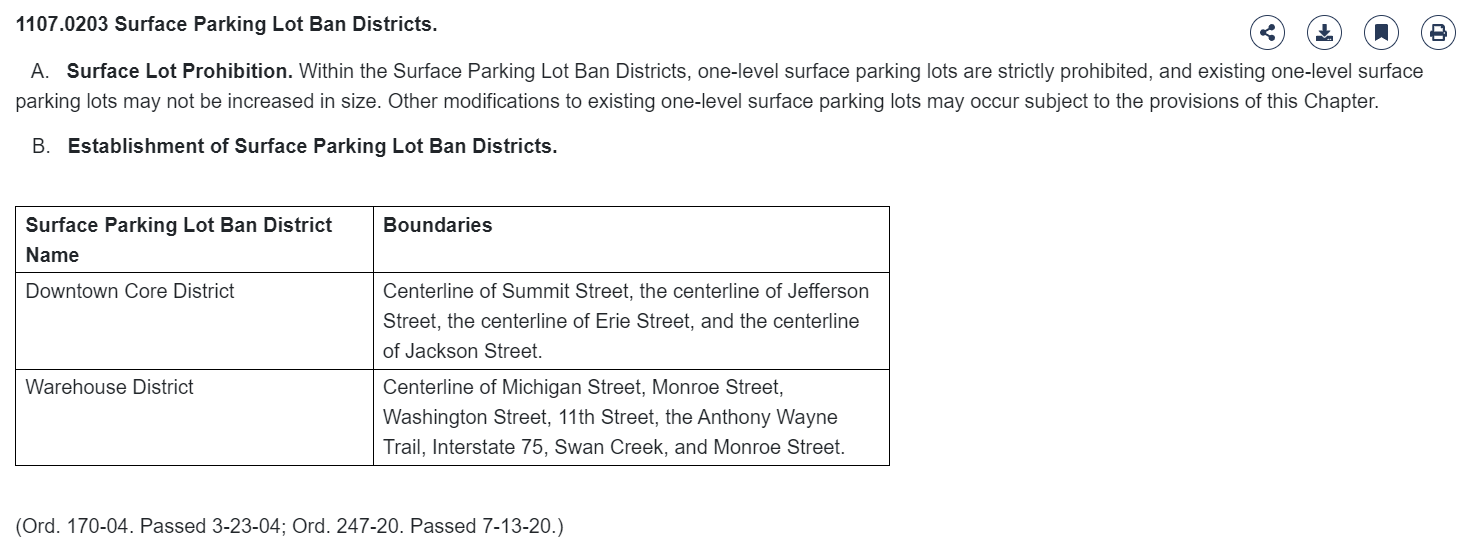 1107.0203 Surface Parking Lot Ban Districts.
A. Surface Lot Prohibition. Within the Surface Parking Lot Ban Districts, one-level surface parking lots are strictly prohibited, and existing one-level surface
parking lots may not be increased in size. Other modifications to existing one-level surface parking lots may occur subject to the provisions of this Chapter.
B. Establishment of Surface Parking Lot Ban Districts.
Surface Parking Lot Ban District
Name
Boundaries
Downtown Core District
Centerline of Summit Street, the centerline of Jefferson
Street, the centerline of Erie Street, and the centerline
of Jackson Street.
Warehouse District
Centerline of Michigan Street, Monroe Street,
Washington Street, 11th Street, the Anthony Wayne
Trail, Interstate 75, Swan Creek, and Monroe Street.
(Ord. 170-04. Passed 3-23-04; Ord. 247-20. Passed 7-13-20.)